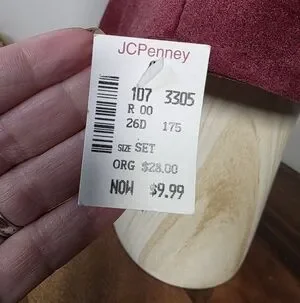 JCPenney
107 3305
R 00
26D 175
SIZE SET
ORG $28.00
NOW $9.99